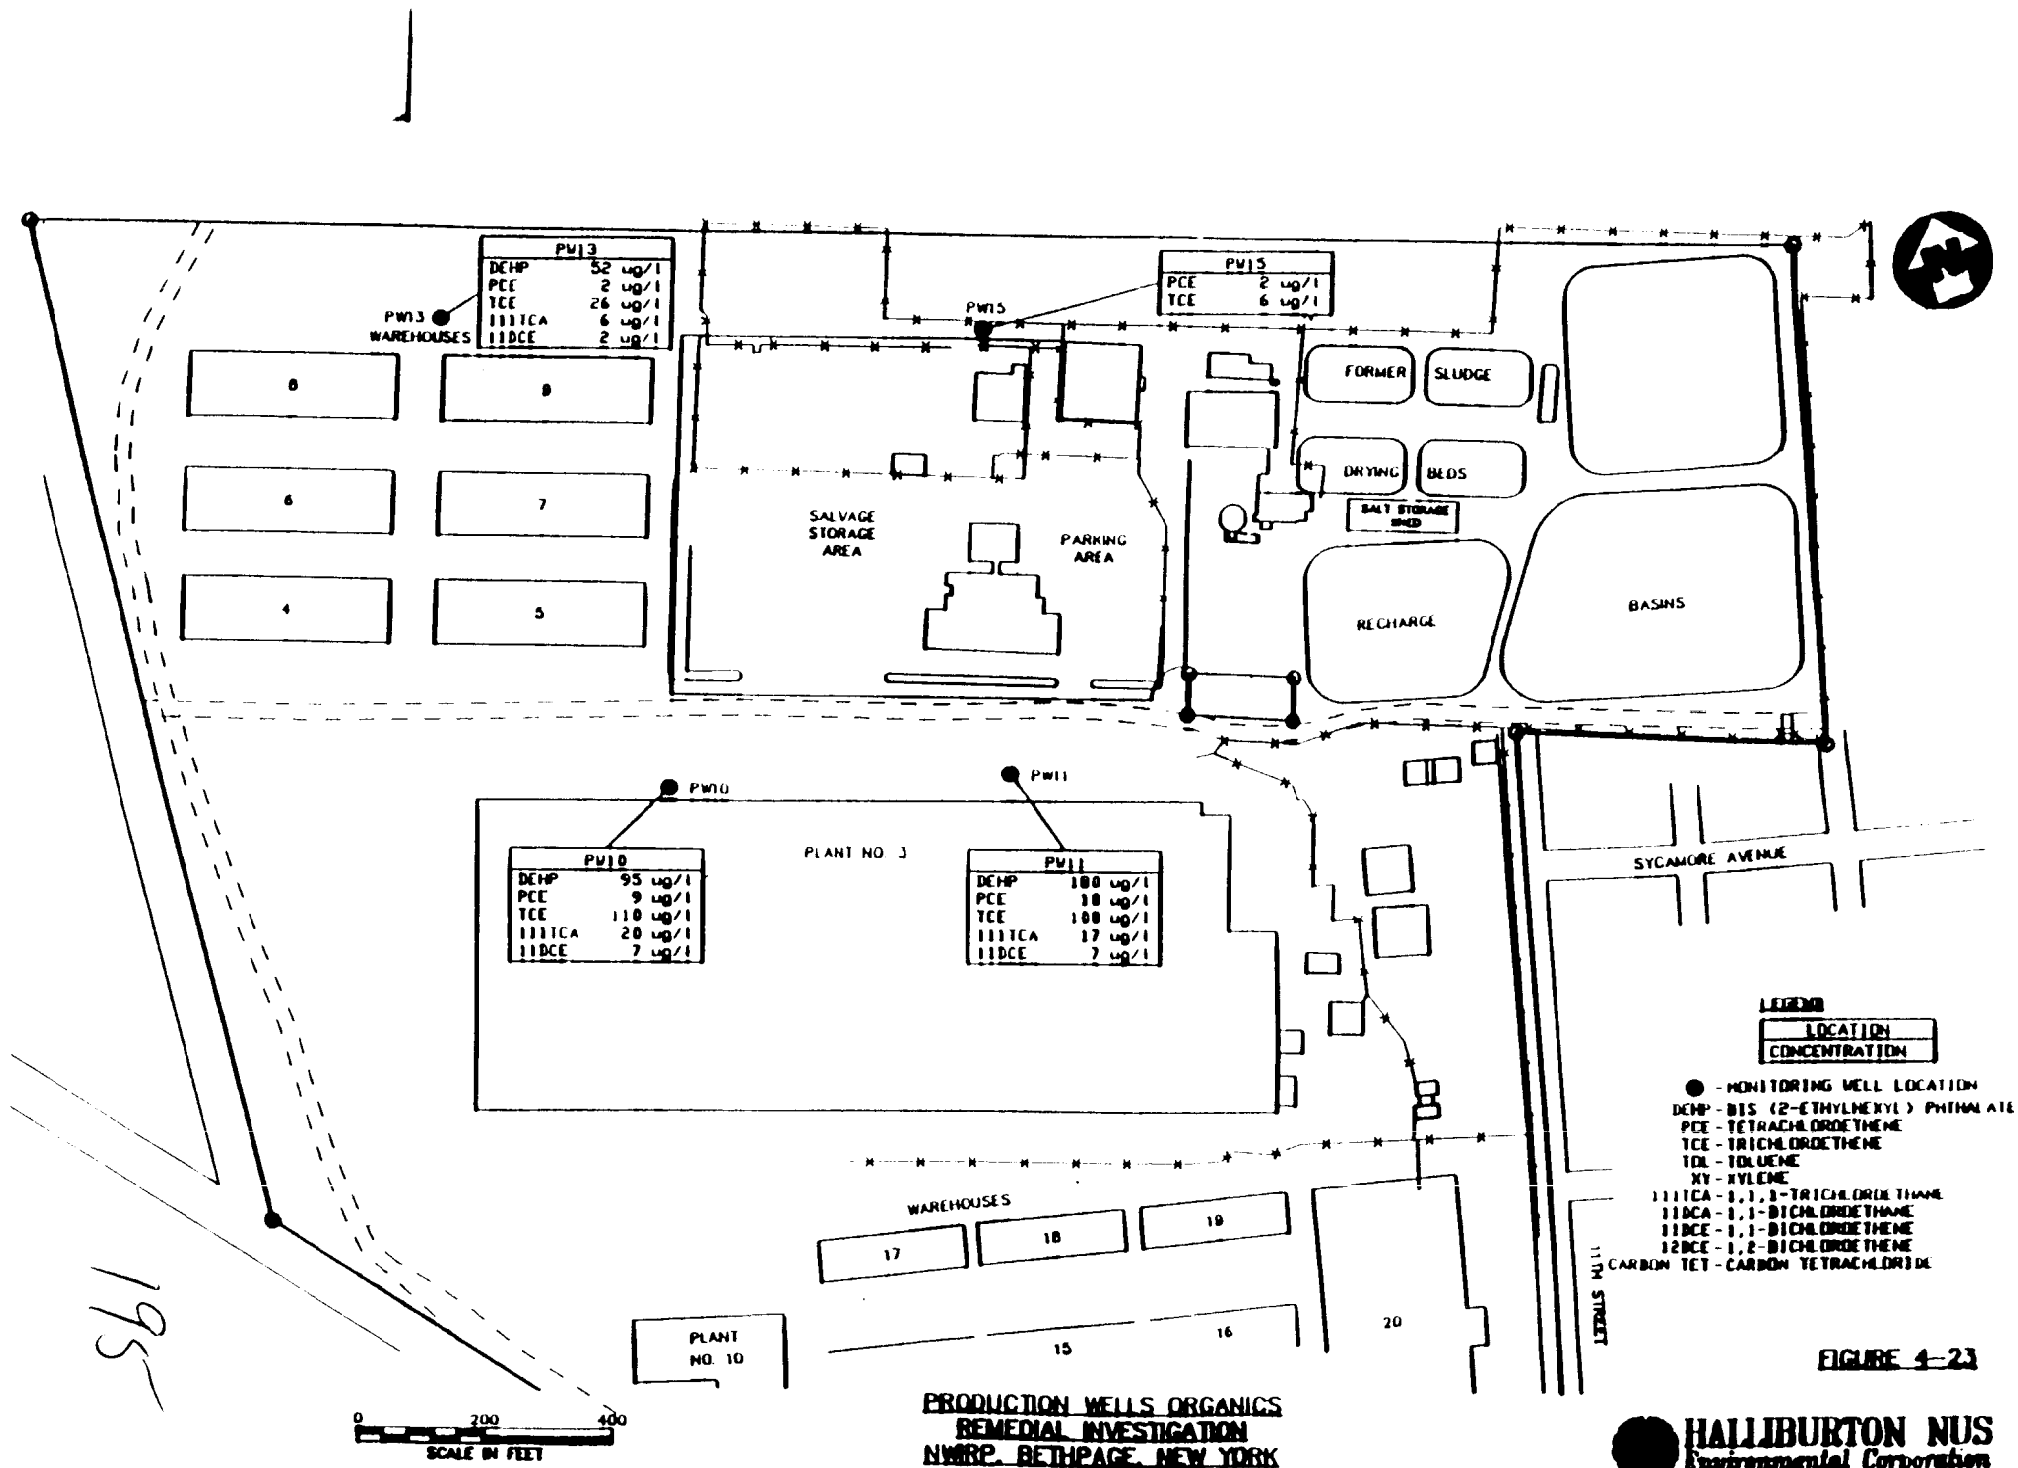 PW13
DEHP 52 ug/l
PCE 2 ug/l
TCE 26 ug/l
111TCA 6 ug/l
11DCE 2 ug/l
PW13
WAREHOUSES
PW15
PCE 2 ug/l
TCE 6 ug/l
PW15
N
8
9
FORMER SLUDGE
6
7
DRYING BEDS
SALT STORAGE
SHED
SALVAGE
STORAGE
AREA
PARKING
AREA
4
5
RECHARGE
BASINS
PW10
PW11
PLANT NO. 3
PW10
DEHP 95 ug/l
PCE 9 ug/l
TCE 110 ug/l
111TCA 20 ug/l
11DCE 7 ug/l
PW11
DEHP
PCE
TCE
111TCA 17 ug/l
11DCE 7 ug/l
SYCAMORE AVENUE
LEGEND
LOCATION
CONCENTRATION
- MONITORING WELL LOCATION
DEHP - BIS (2-ETHYLHEXYL) PHTHALATE
PCE - TETRACHLOROETHENE
TCE - TRICHLOROETHENE
TOL - TOLUENE
XY - XYLENE
111TCA - 1,1,1-TRICHLOROETHANE
11DCA - 1,1-DICHLOROETHANE
11DCE - 1,1-DICHLOROETHENE
12DCE - 1,2-DICHLOROETHENE
CARBON TET - CARBON TETRACHLORIDE
WAREHOUSES
17
18
19
11TH STREET
PLANT
NO. 10
15
16
20
195
FIGURE 4-23
0 200 400
SCALE IN FEET
PRODUCTION WELLS ORGANICS
REMEDIAL INVESTIGATION
NWIRP, BETHPAGE, NEW YORK
HALLIBURTON NUS
Environmental Corporation